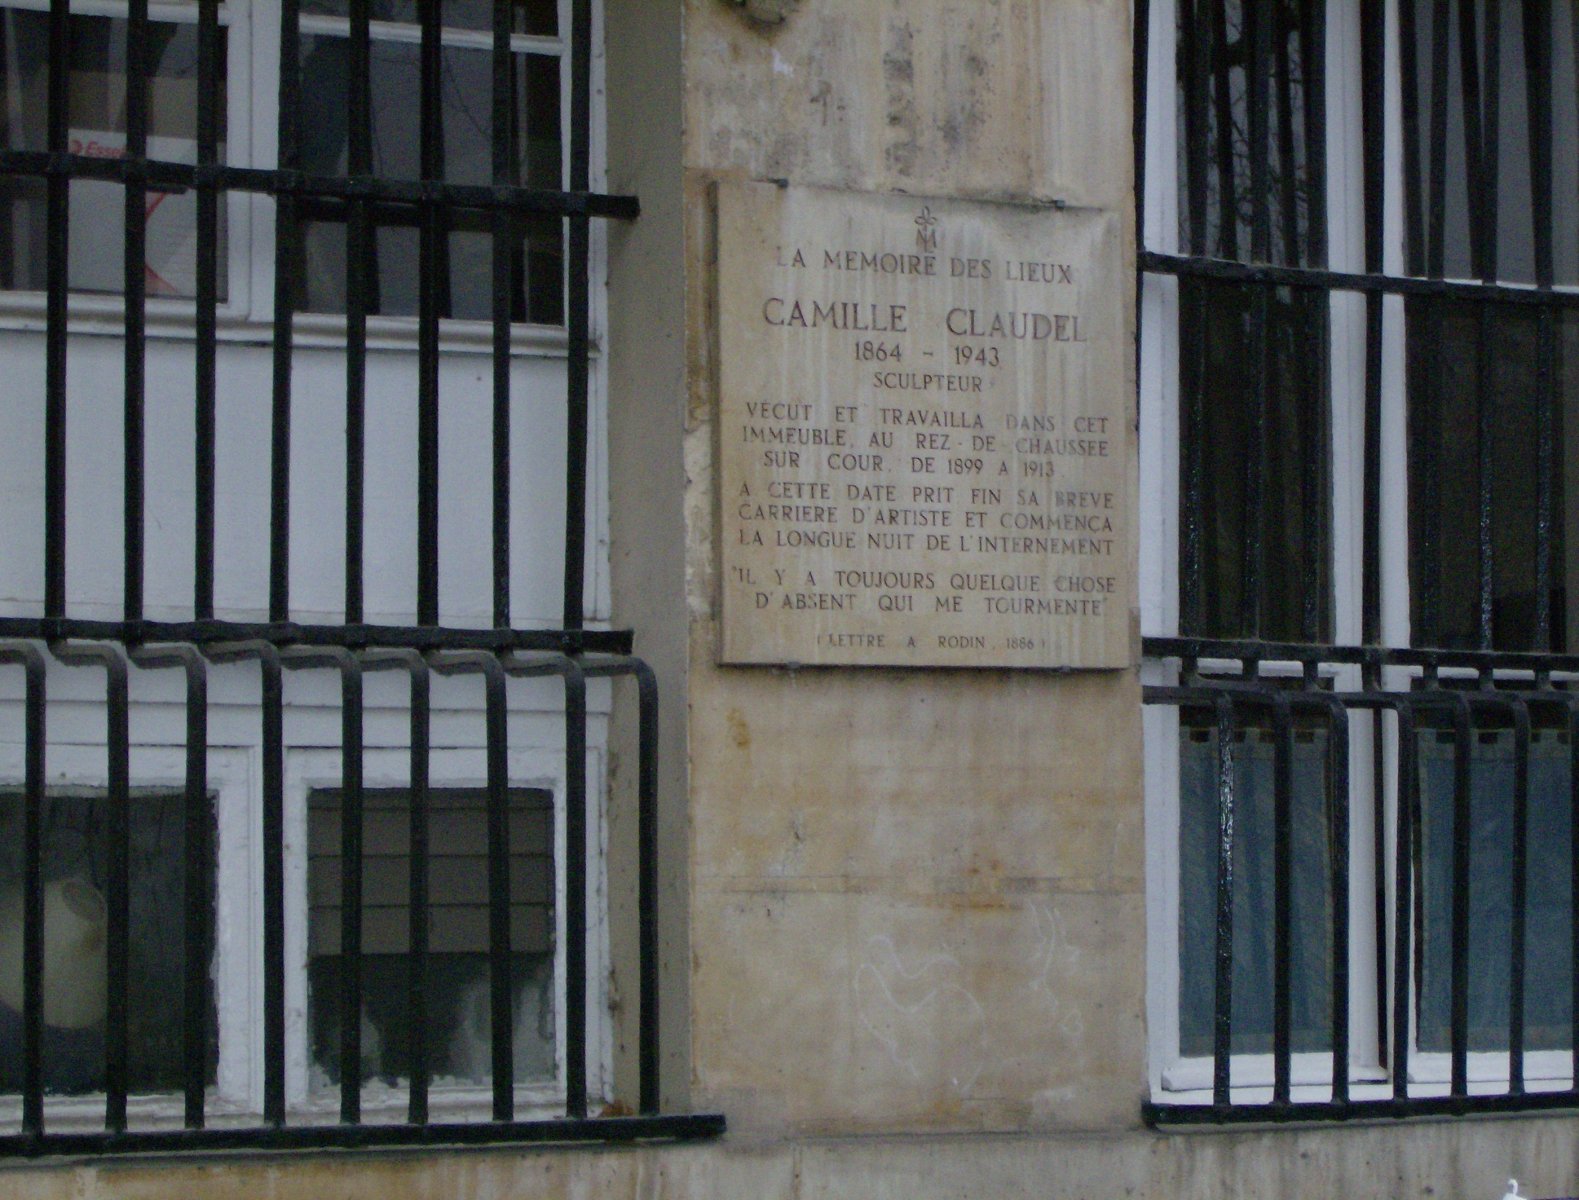 Esse
M
LA MEMOIRE DES LIEUX
CAMILLE CLAUDEL
1864 - 1943
SCULPTEUR
VÉCUT ET TRAVAILLA DANS CET
IMMEUBLE, AU REZ-DE CHAUSSEE
SUR COUR. DE 1899 A 1913
A CETTE DATE PRIT FIN SA BREVE
CARRIERE D'ARTISTE ET COMMENCA
LA LONGUE NUIT DE L'INTERNEMENT
"IL Y A TOUJOURS QUELQUE CHOSE
D'ABSENT QUI ME TOURMENTE"
(LETTRE A RODIN. 1886)